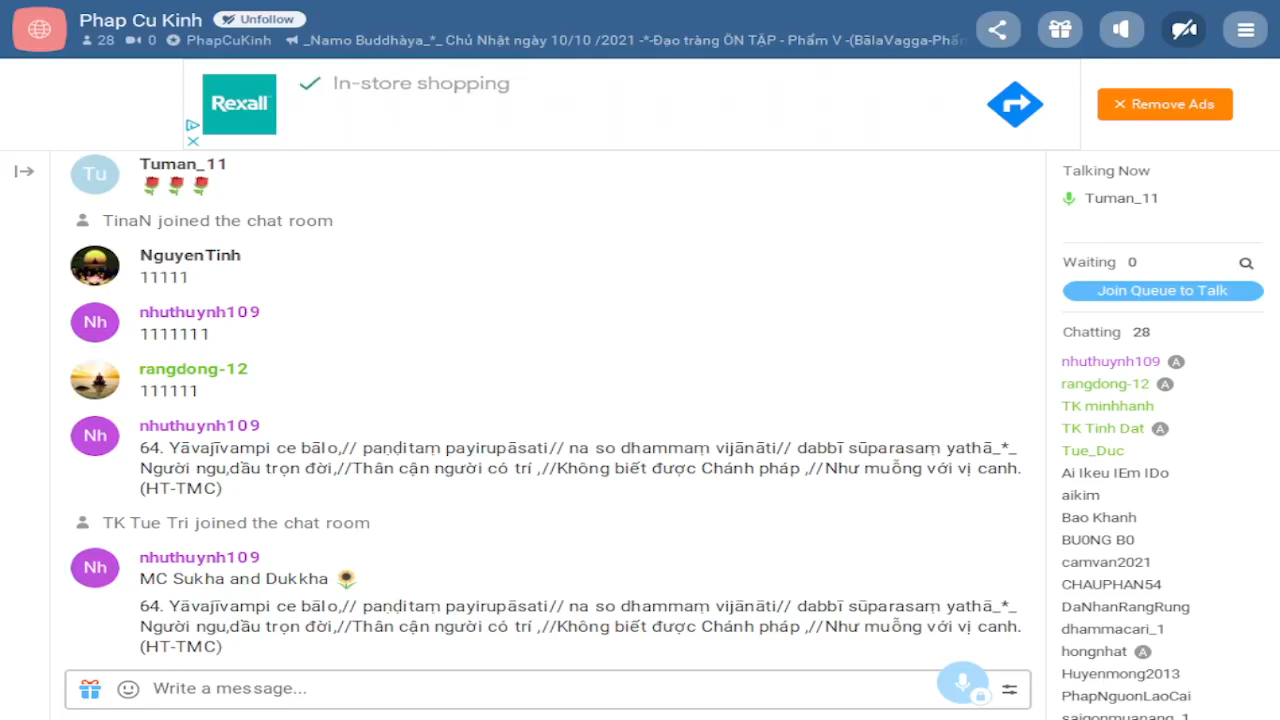 Phap Cu Kinh Unfollow
28 0 PhapCuKinh _Namo Buddhàya_*_ Chủ Nhật ngày 10/10 /2021 -*-Đạo tràng ÔN TẬP - Phẩm V -(BālaVagga-Phẩm
Rexall
In-store shopping
Remove Ads
Tu
Tuman_11
TinaN joined the chat room
NguyenTinh
11111
Nh
nhuthuynh109
1111111
rangdong-12
111111
Nh
nhuthuynh109
64. Yāvajīvampi ce bālo,// paṇḍitaṃ payirupāsati// na so dhammaṃ vijānāti// dabbī sūparasaṃ yathā_*_
Người ngu,dầu trọn đời,//Thân cận người có trí ,//Không biết được Chánh pháp ,//Như muỗng với vị canh.
(HT-TMC)
TK Tue Tri joined the chat room
Nh
nhuthuynh109
MC Sukha and Dukkha
64. Yāvajīvampi ce bālo,// paṇḍitaṃ payirupāsati// na so dhammaṃ vijānāti// dabbī sūparasaṃ yathā_*_
Người ngu,dầu trọn đời,//Thân cận người có trí ,//Không biết được Chánh pháp ,//Như muỗng với vị canh.
(HT-TMC)
Write a message...
Talking Now
Tuman_11
Waiting 0
Join Queue to Talk
Chatting 28
nhuthuynh109 A
rangdong-12 A
TK minhhanh
TK Tinh Dat A
Tue_Duc
Ai Ikeu IEm IDo
aikim
Bao Khanh
BU0NG B0
camvan2021
CHAUPHAN54
DaNhanRangRung
dhammacari_1
hongnhat A
Huyenmong2013
PhapNguonLaoCai
saigonmuanang_1